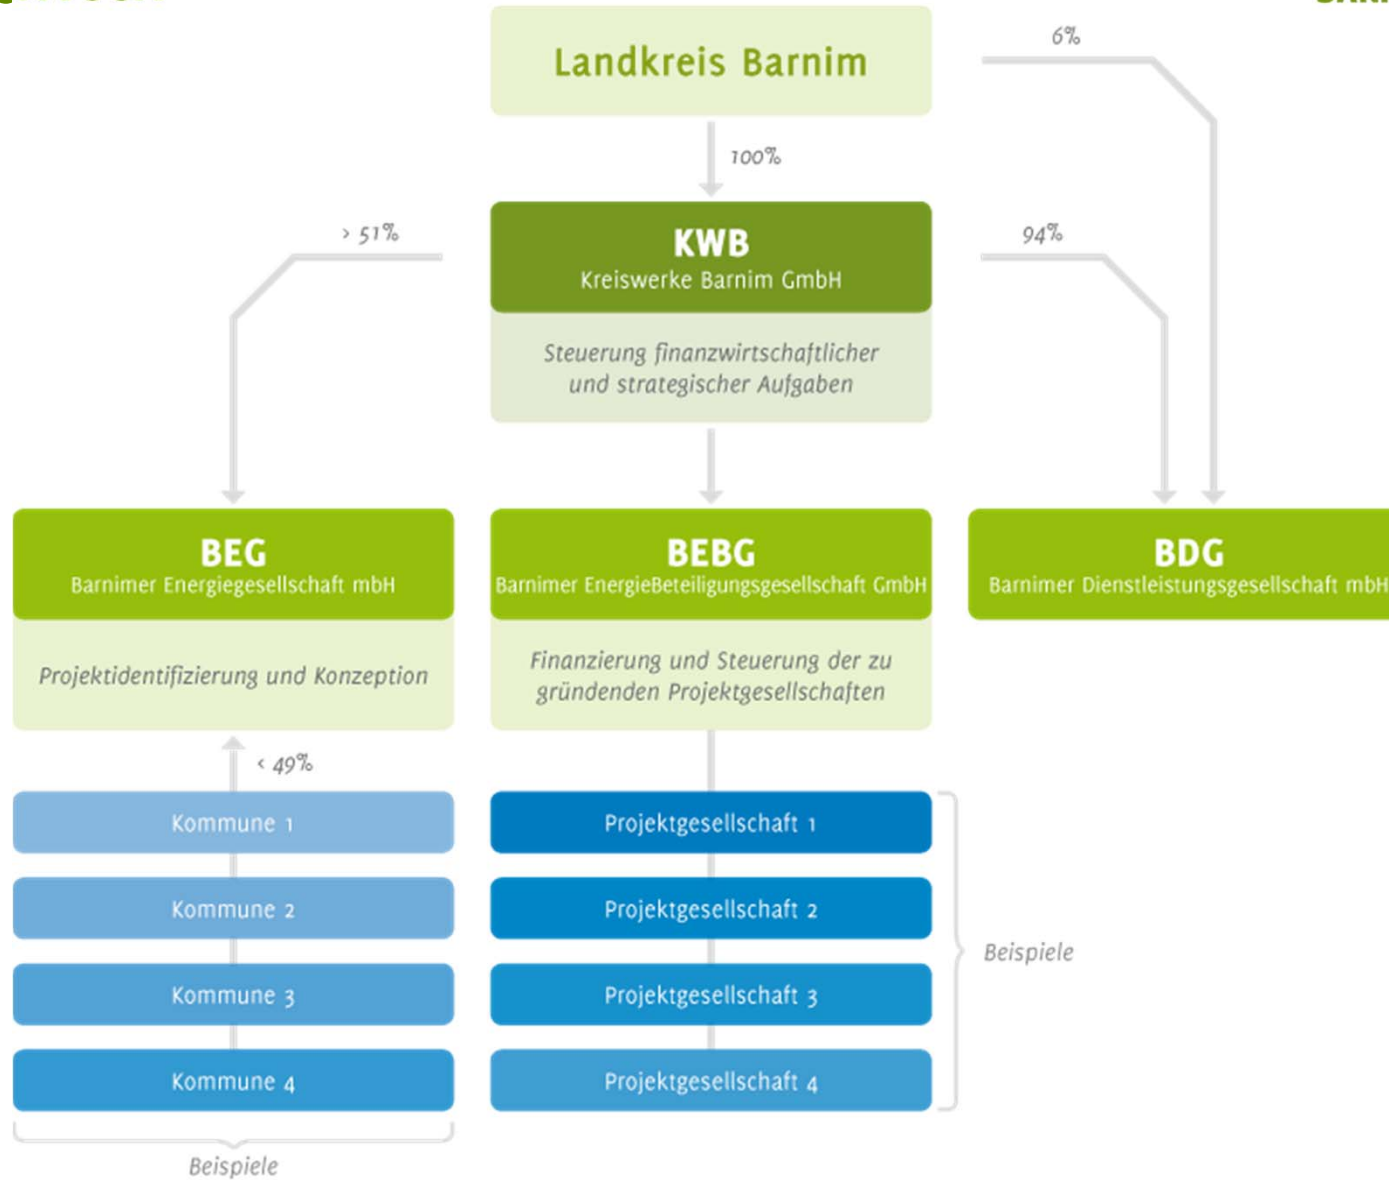 Landkreis Barnim
6%
100%
> 51%
KWB
Kreiswerke Barnim GmbH
94%
Steuerung finanzwirtschaftlicher
und strategischer Aufgaben
BEG
Barnimer Energiegesellschaft mbH
BEBG
Barnimer EnergieBeteiligungsgesellschaft GmbH
BDG
Barnimer Dienstleistungsgesellschaft mbH
Projektidentifizierung und Konzeption
Finanzierung und Steuerung der zu
gründenden Projektgesellschaften
< 49%
Kommune 1
Kommune 2
Kommune 3
Kommune 4
Beispiele
Projektgesellschaft 1
Projektgesellschaft 2
Projektgesellschaft 3
Projektgesellschaft 4
Beispiele